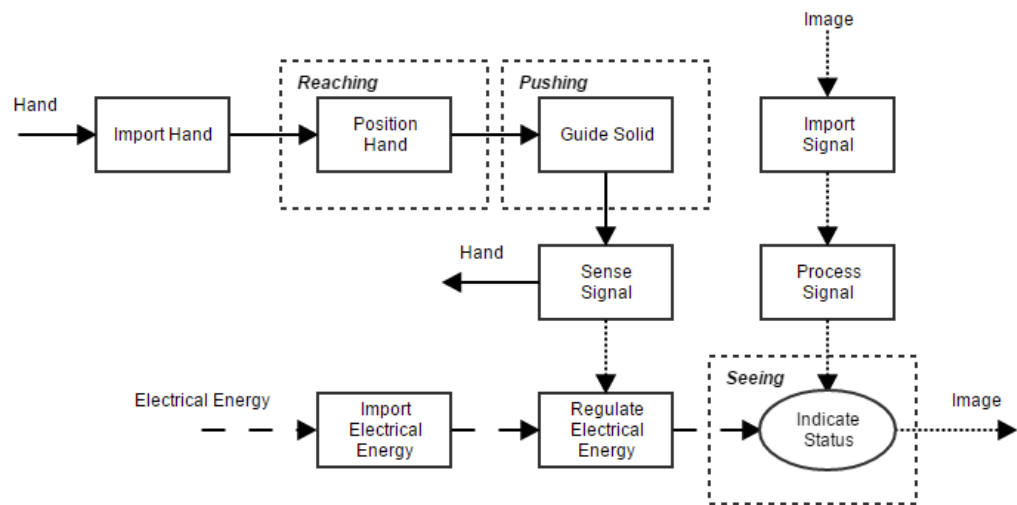 Image
Reaching
Pushing
Hand
Import Hand
Position
Hand
Guide Solid
Import
Signal
Hand
Sense
Signal
Process
Signal
Seeing
Electrical Energy
Import
Electrical
Energy
Regulate
Electrical
Energy
Indicate
Status
Image